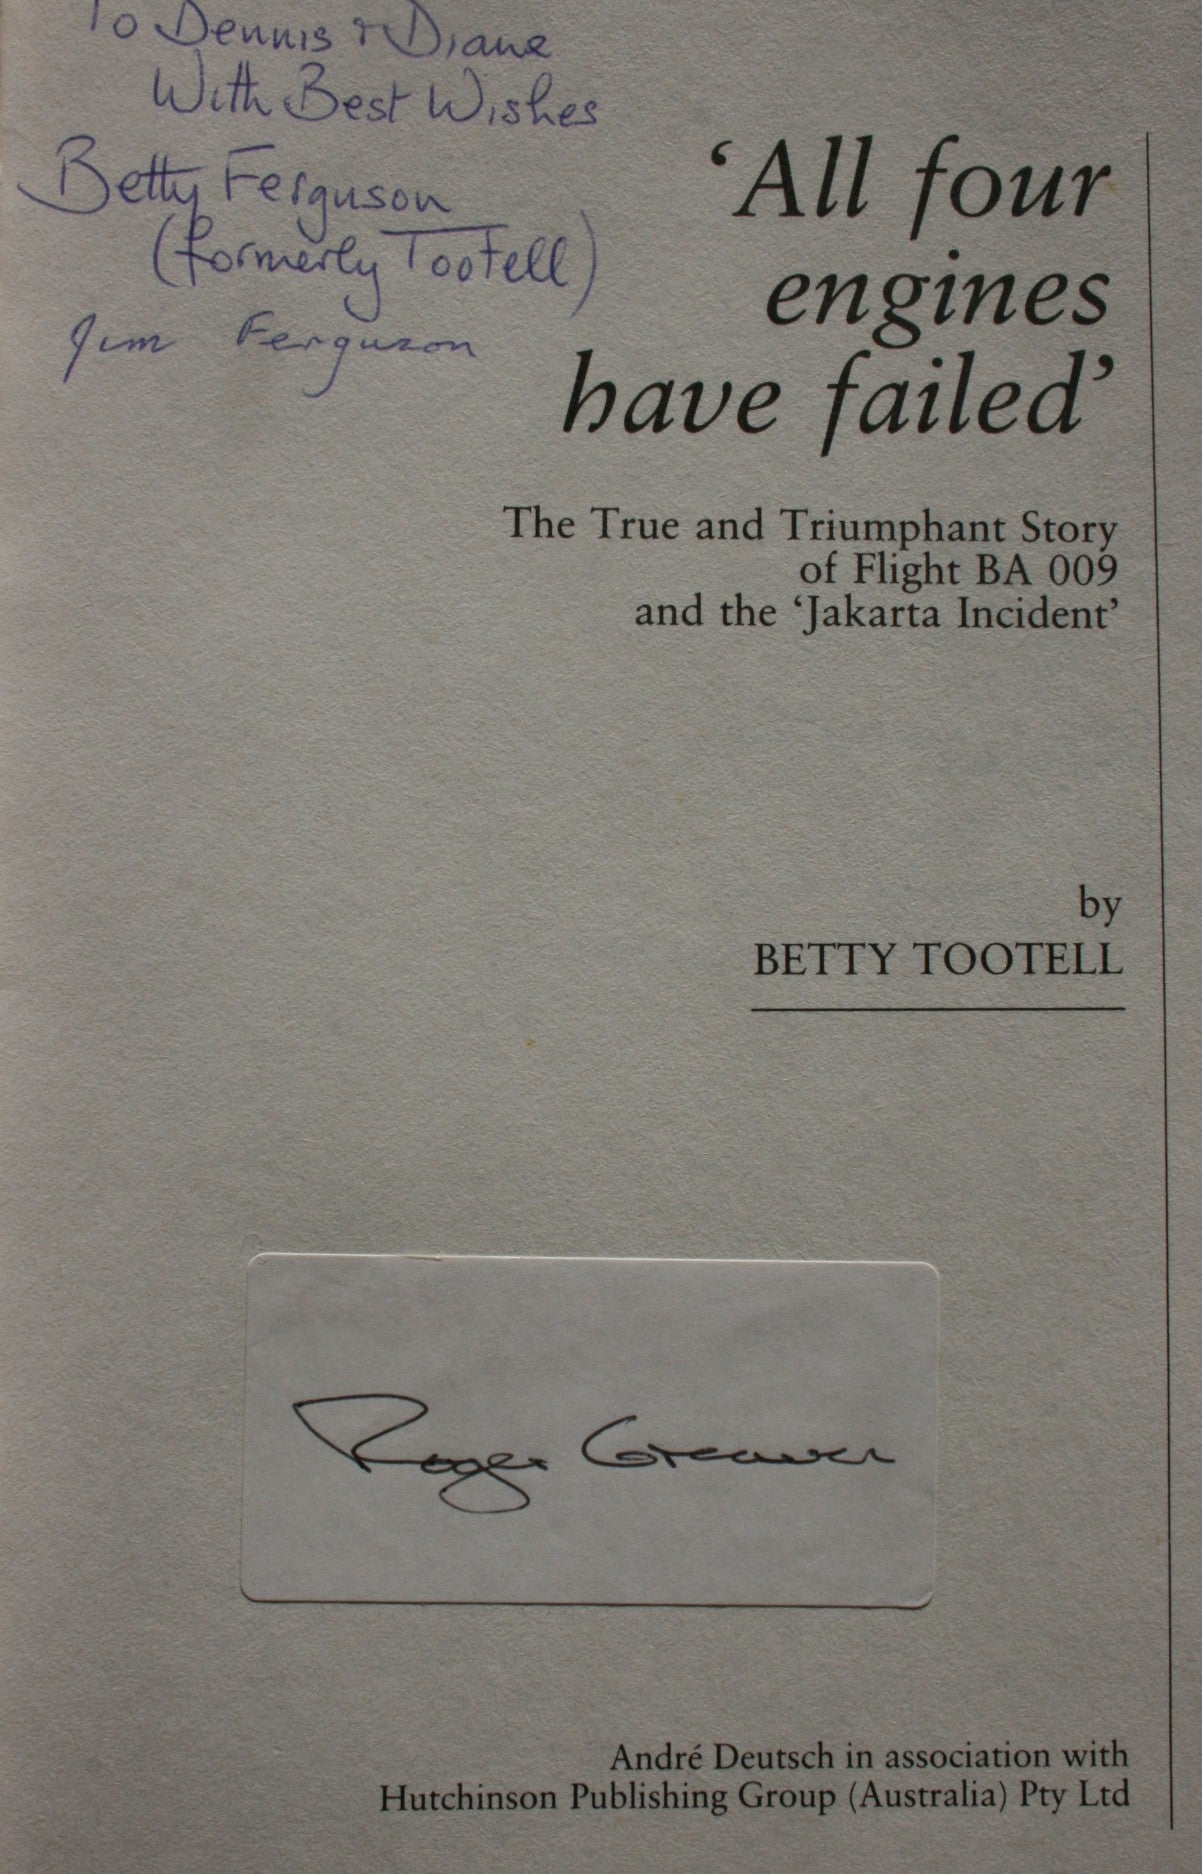 To Dennis & Diane
With Best Wishes
Betty Ferguson
(formerly Tootell)
Jim Ferguson
‘All four
engines
have failed’
The True and Triumphant Story
of Flight BA 009
and the ‘Jakarta Incident’
by
BETTY TOOTELL
Roger Greaves
André Deutsch in association with
Hutchinson Publishing Group (Australia) Pty Ltd